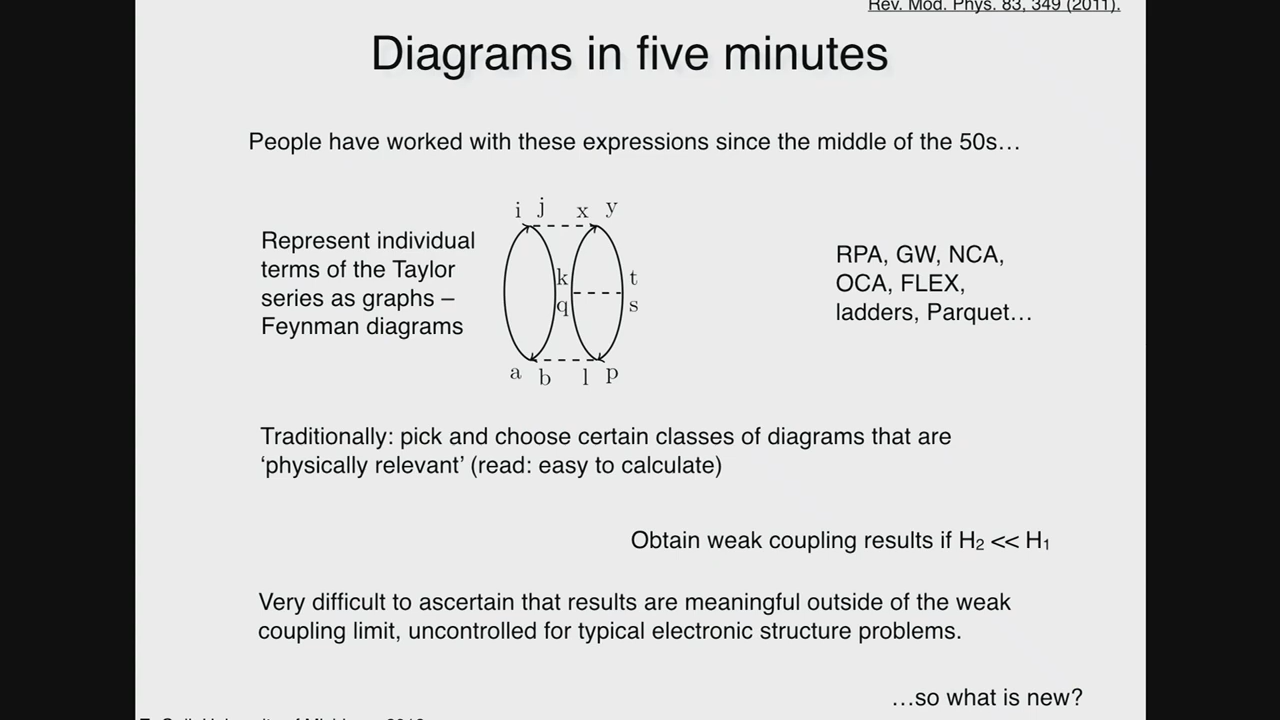 Rev. Mod. Phys. 83, 349 (2011).
Diagrams in five minutes
People have worked with these expressions since the middle of the 50s…
i j x y
Represent individual
terms of the Taylor
series as graphs –
Feynman diagrams
k t
q s
a b l p
RPA, GW, NCA,
OCA, FLEX,
ladders, Parquet…
Traditionally: pick and choose certain classes of diagrams that are
‘physically relevant’ (read: easy to calculate)
Obtain weak coupling results if H₂ << H₁
Very difficult to ascertain that results are meaningful outside of the weak
coupling limit, uncontrolled for typical electronic structure problems.
…so what is new?